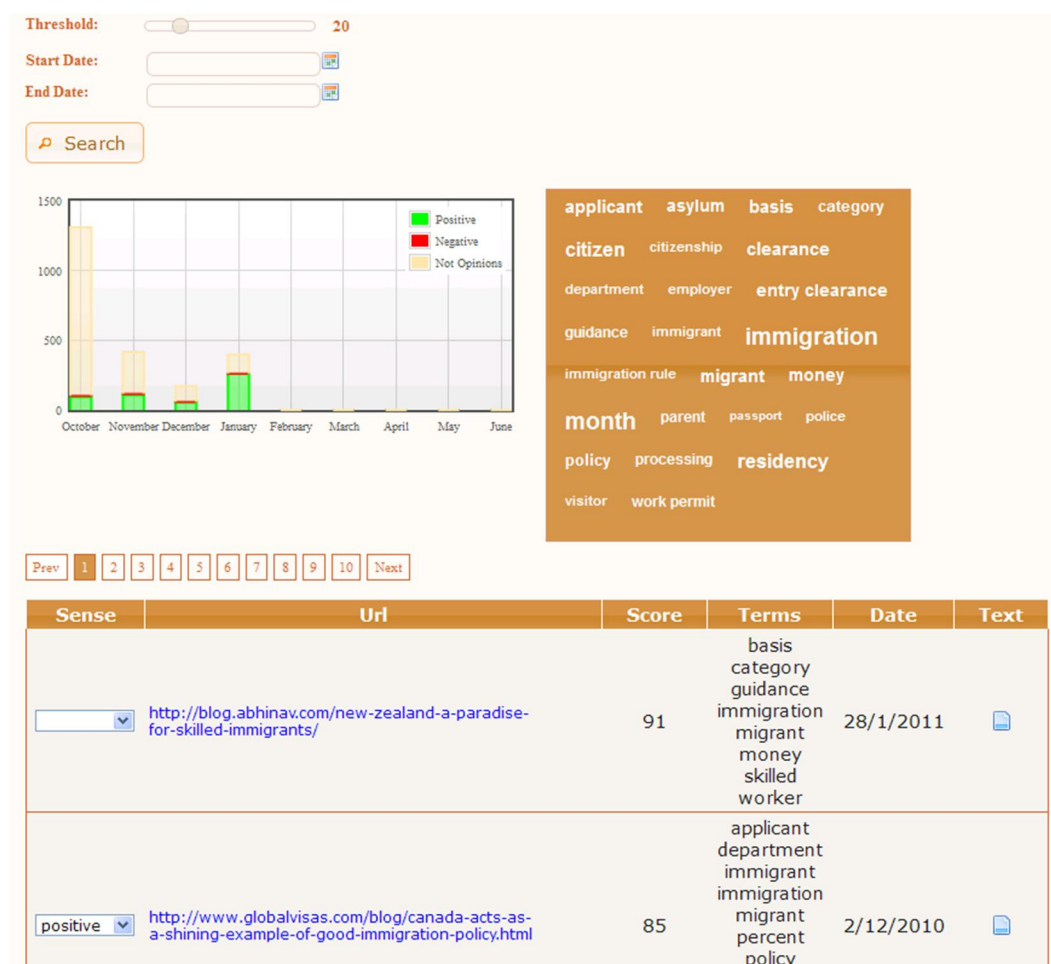 Threshold: 20
Start Date:
End Date:
Search
1500
1000
500
0
Positive
Negative
Not Opinions
October November December January February March April May June
applicant asylum basis category
citizen citizenship clearance
department employer entry clearance
guidance immigrant immigration
immigration rule migrant money
month parent passport police
policy processing residency
visitor work permit
Prev 1 2 3 4 5 6 7 8 9 10 Next
Sense Url Score Terms Date Text
basis
category
guidance
immigration
migrant
money
skilled
worker
http://blog.abhinav.com/new-zealand-a-paradise-
for-skilled-immigrants/
91
28/1/2011
applicant
department
immigrant
immigration
migrant
percent
policy
positive
http://www.globalvisas.com/blog/canada-acts-as-
a-shining-example-of-good-immigration-policy.html
85
2/12/2010